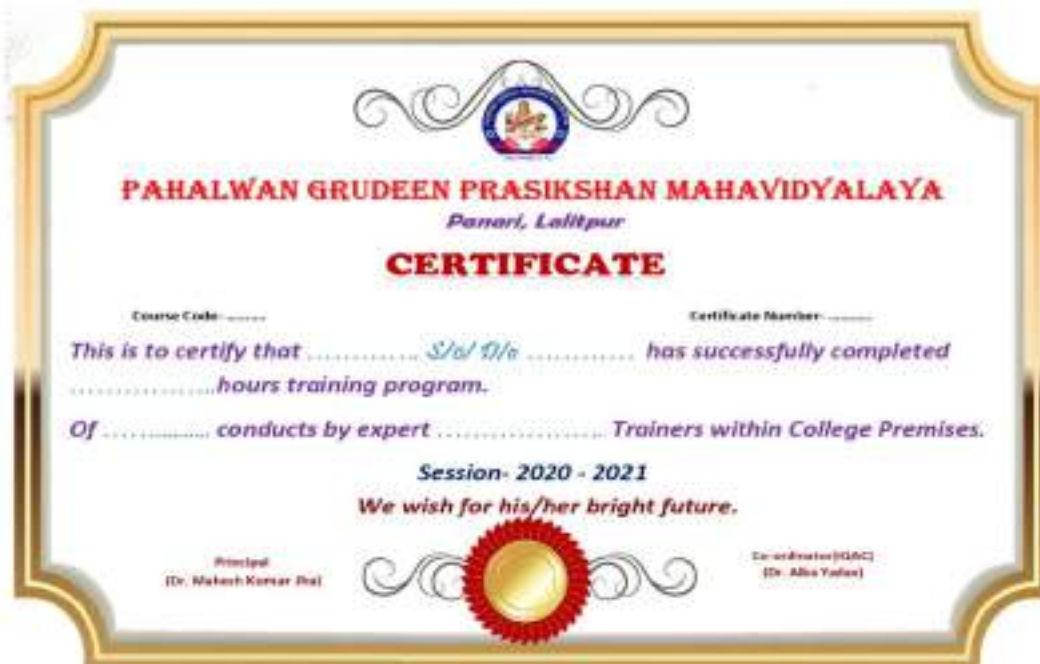 PAHALWAN GRUDEEN PRASIKSHAN MAHAVIDYALAYA
Panari, Lalitpur
CERTIFICATE
Course Code- ......... Certificate Number- ..........
This is to certify that ............ S/o/ D/o ............ has successfully completed
................hours training program.
Of ............... conducts by expert ................... Trainers within College Premises.
Session- 2020 - 2021
We wish for his/her bright future.
Principal Co-ordinator(IQAC)
(Dr. Mahesh Kumar Jha) (Dr. Alka Yadav)